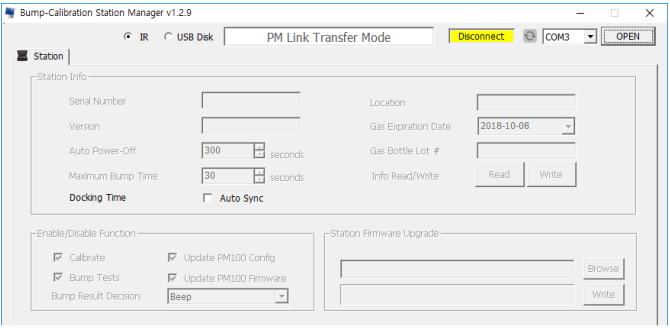 Bump-Calibration Station Manager v1.2.9
IR USB Disk PM Link Transfer Mode Disconnect COM3 OPEN
Station
Station Info
Serial Number Location
Version Gas Expiration Date 2018-10-08
Auto Power-Off 300 seconds Gas Bottle Lot #
Maximum Bump Time 30 seconds Info Read/Write Read Write
Docking Time Auto Sync
Enable/Disable Function Station Firmware Upgrade
Calibrate Update PM100 Config
Browse
Bump Tests Update PM100 Firmware
Bump Result Decision Beep Write